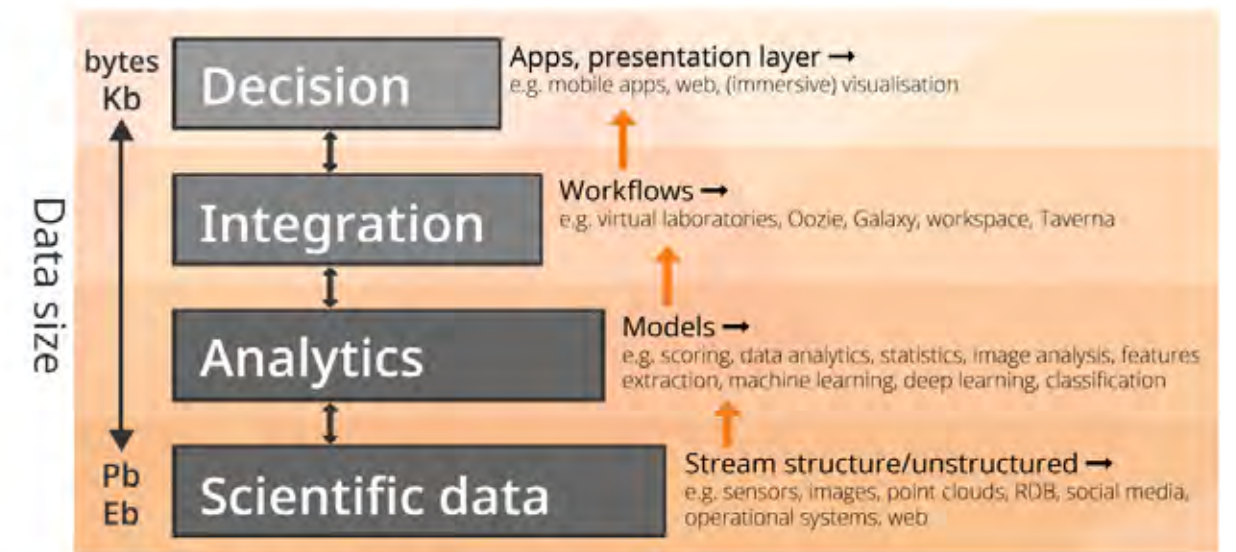 bytes
Kb
Data size
Pb
Eb
Decision
Apps, presentation layer →
e.g. mobile apps, web, (immersive) visualisation
Integration
Workflows →
e.g. virtual laboratories, Oozie, Galaxy, workspace, Taverna
Analytics
Models →
e.g. scoring, data analytics, statistics, image analysis, features
extraction, machine learning, deep learning, classification
Scientific data
Stream structure/unstructured →
e.g. sensors, images, point clouds, RDB, social media,
operational systems, web